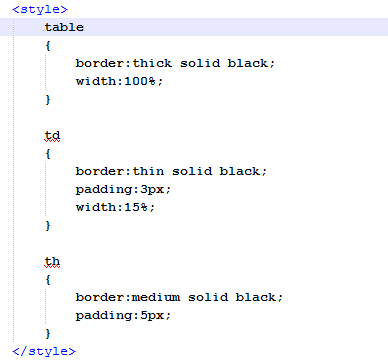 <style>
table
{
border:thick solid black;
width:100%;
}
td
{
border:thin solid black;
padding:3px;
width:15%;
}
th
{
border:medium solid black;
padding:5px;
}
</style>